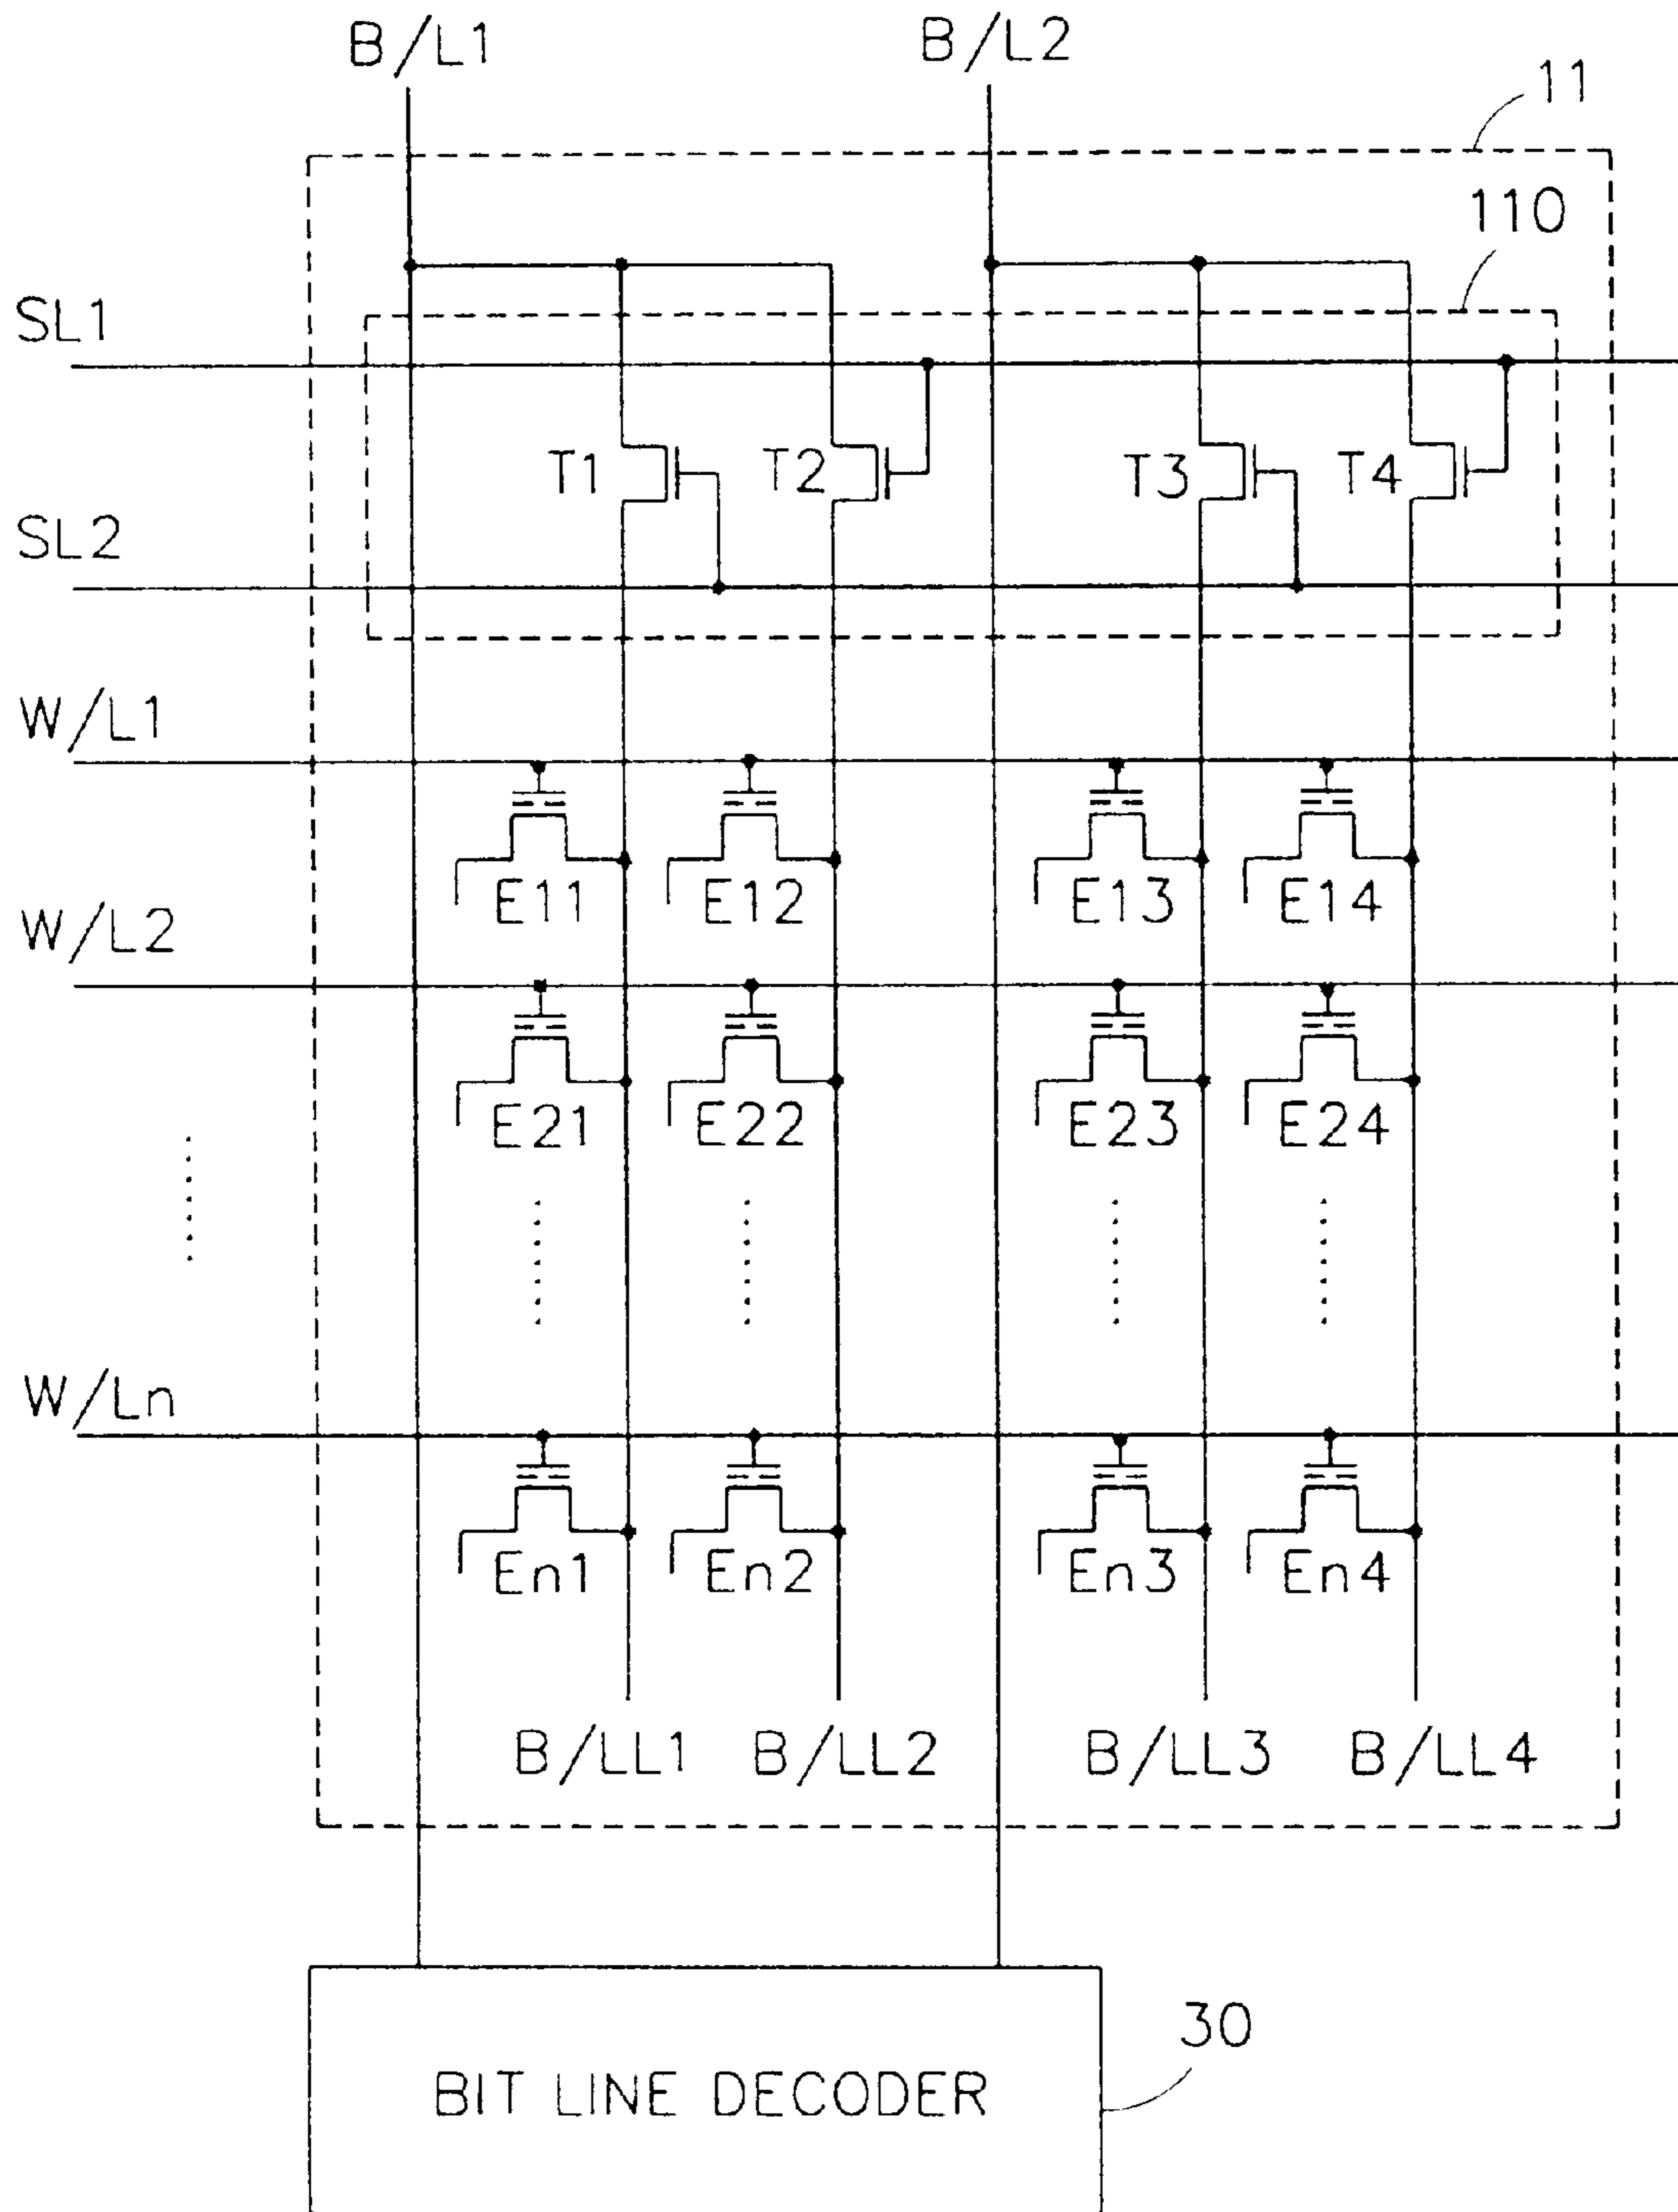 B/L1 B/L2
11
110
SL1
T1 T2 T3 T4
SL2
W/L1
E11 E12 E13 E14
W/L2
E21 E22 E23 E24
W/Ln
En1 En2 En3 En4
B/LL1 B/LL2 B/LL3 B/LL4
30
BIT LINE DECODER